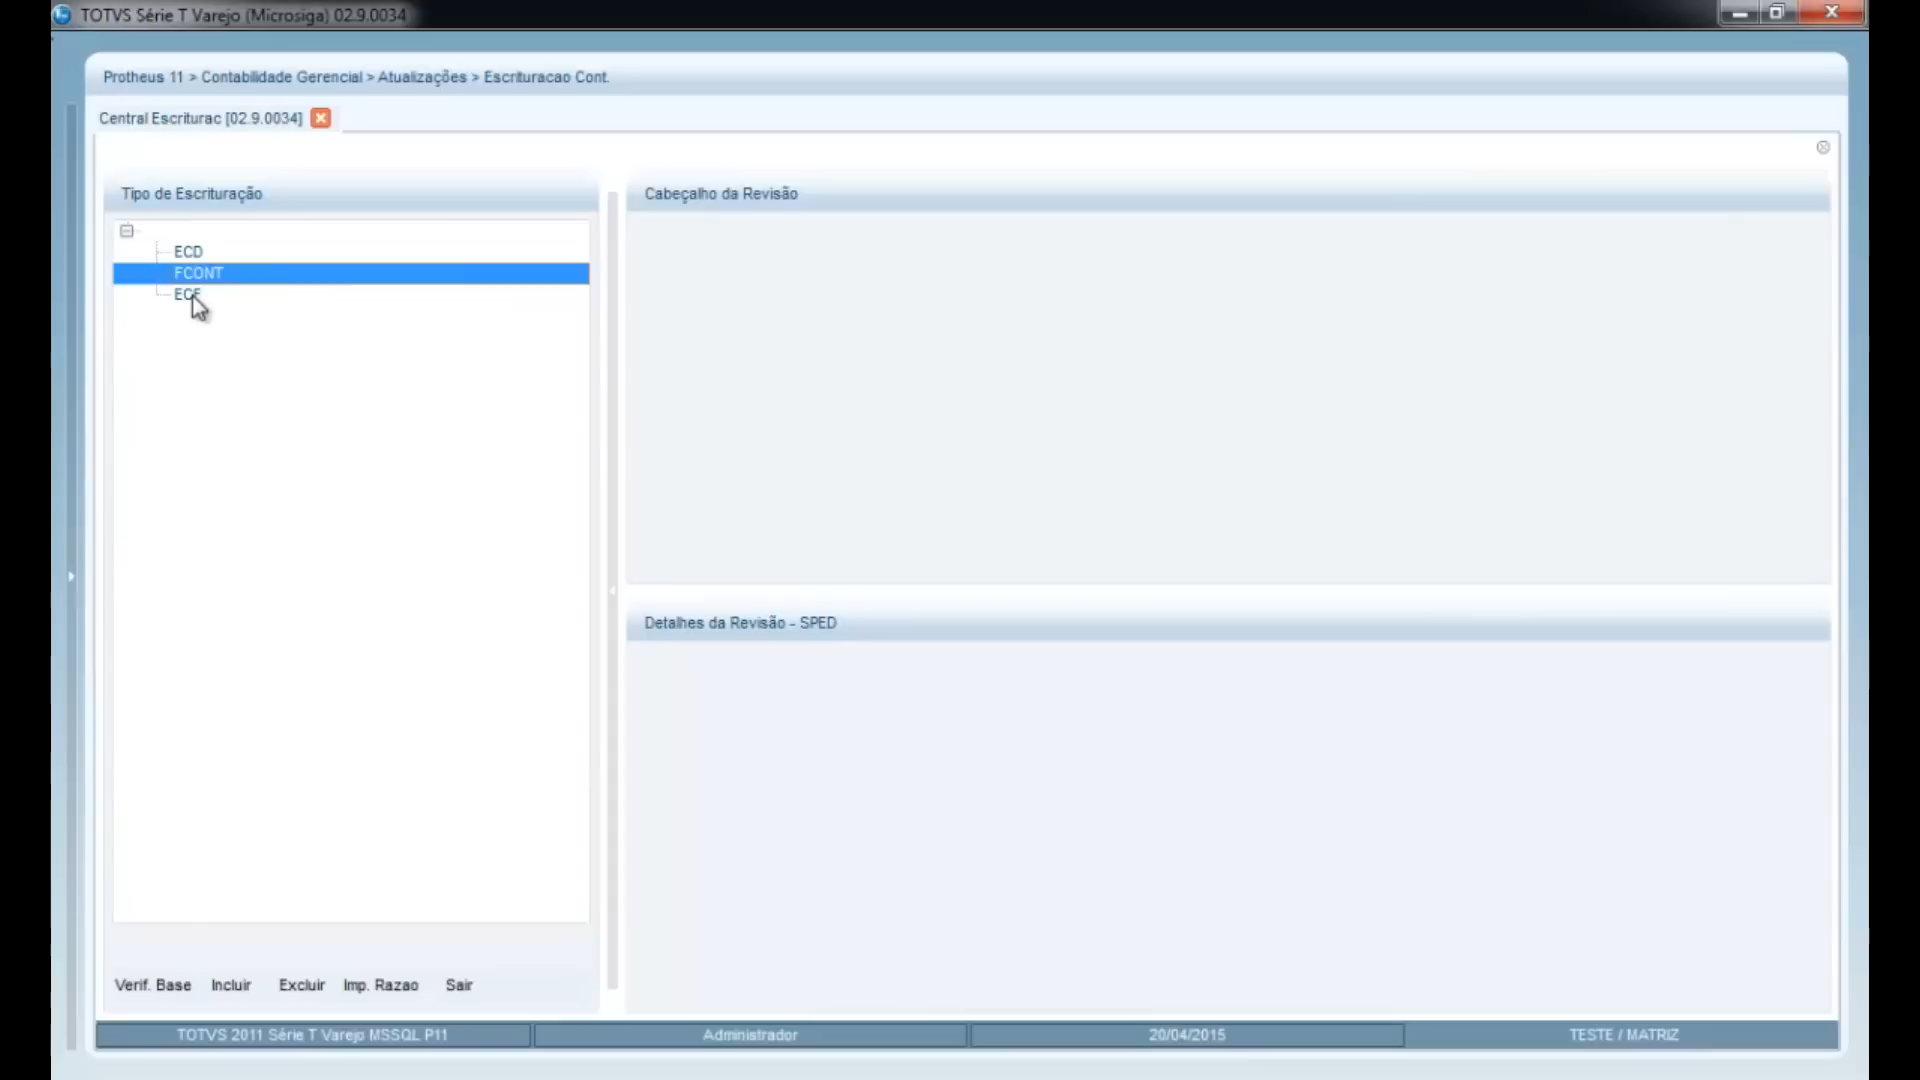 TOTVS Série T Varejo (Microsiga) 02.9.0034
Protheus 11 > Contabilidade Gerencial > Atualizações > Escrituracao Cont.
Central Escriturac [02.9.0034]
Tipo de Escrituração
Cabeçalho da Revisão
ECD
FCONT
ECF
Detalhes da Revisão - SPED
Verif. Base Incluir Excluir Imp. Razao Sair
TOTVS 2011 Série T Varejo MSSQL P11 Administrador 20/04/2015 TESTE / MATRIZ